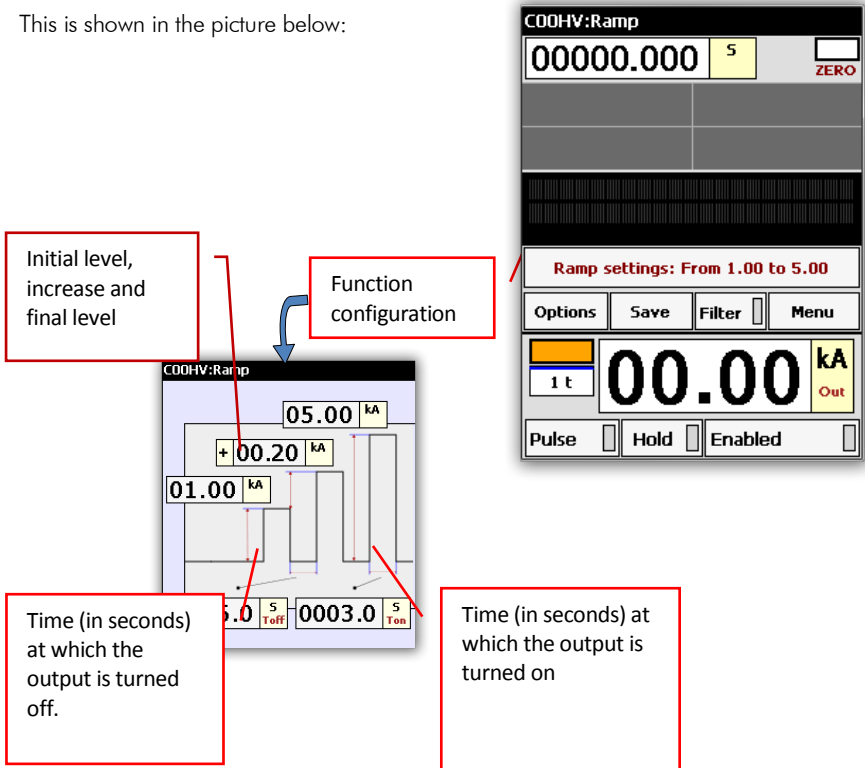 This is shown in the picture below:
C00HV:Ramp
00000.000 S
ZERO
Ramp settings: From 1.00 to 5.00
Options Save Filter Menu
1 t 00.00 kA
Out
Pulse Hold Enabled
Initial level,
increase and
final level
Function
configuration
C00HV:Ramp
05.00 kA
+ 00.20 kA
01.00 kA
.0 S Toff 0003.0 S Ton
Time (in seconds)
at which the
output is turned
off.
Time (in seconds) at
which the output is
turned on